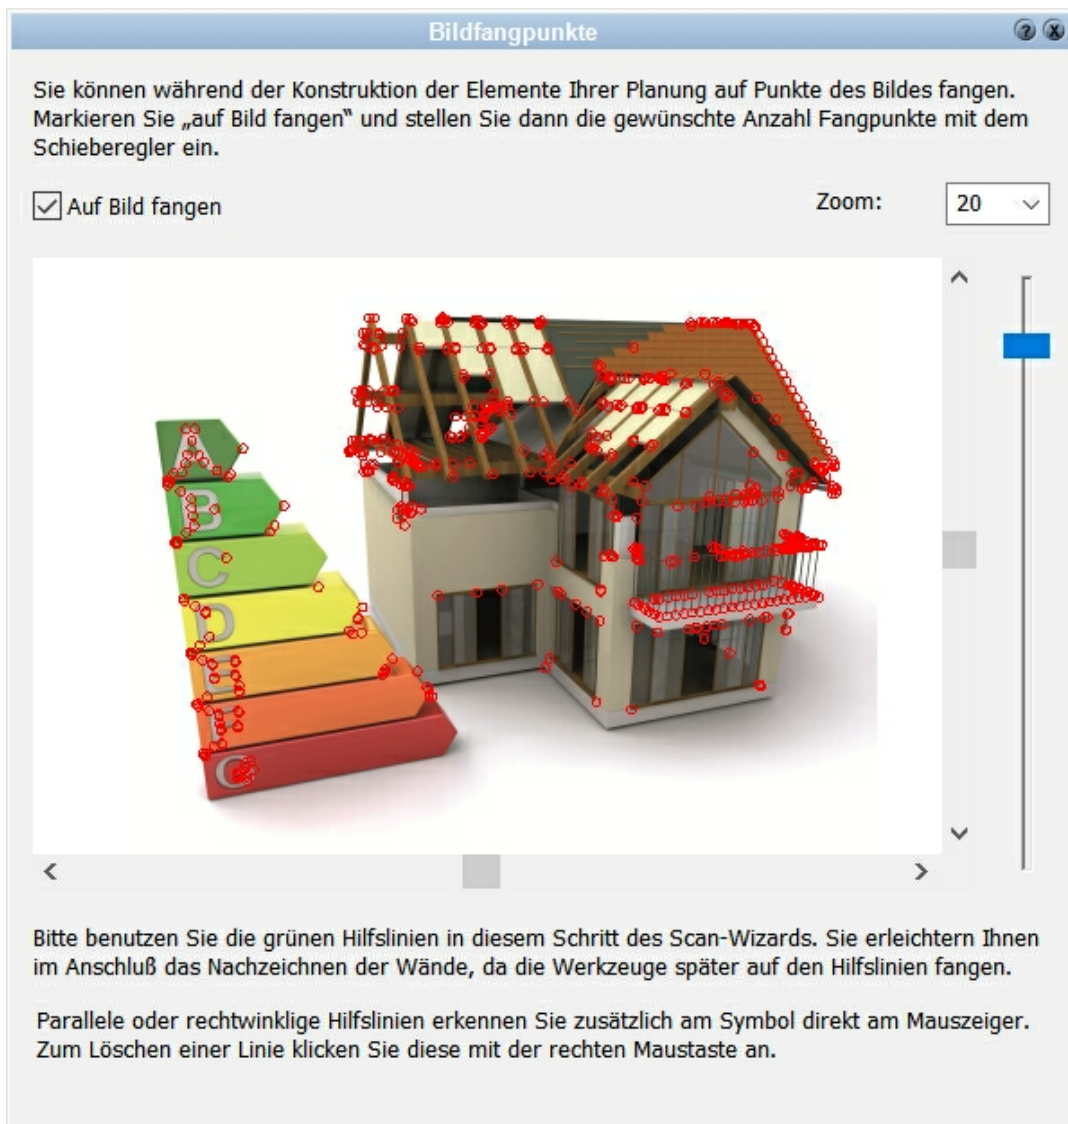 Bildfangpunkte
Sie können während der Konstruktion der Elemente Ihrer Planung auf Punkte des Bildes fangen.
Markieren Sie „auf Bild fangen“ und stellen Sie dann die gewünschte Anzahl Fangpunkte mit dem
Schieberegler ein.
Auf Bild fangen
Zoom:
20
A
B
C
D
E
F
G
Bitte benutzen Sie die grünen Hilfslinien in diesem Schritt des Scan-Wizards. Sie erleichtern Ihnen
im Anschluß das Nachzeichnen der Wände, da die Werkzeuge später auf den Hilfslinien fangen.
Parallele oder rechtwinklige Hilfslinien erkennen Sie zusätzlich am Symbol direkt am Mauszeiger.
Zum Löschen einer Linie klicken Sie diese mit der rechten Maustaste an.